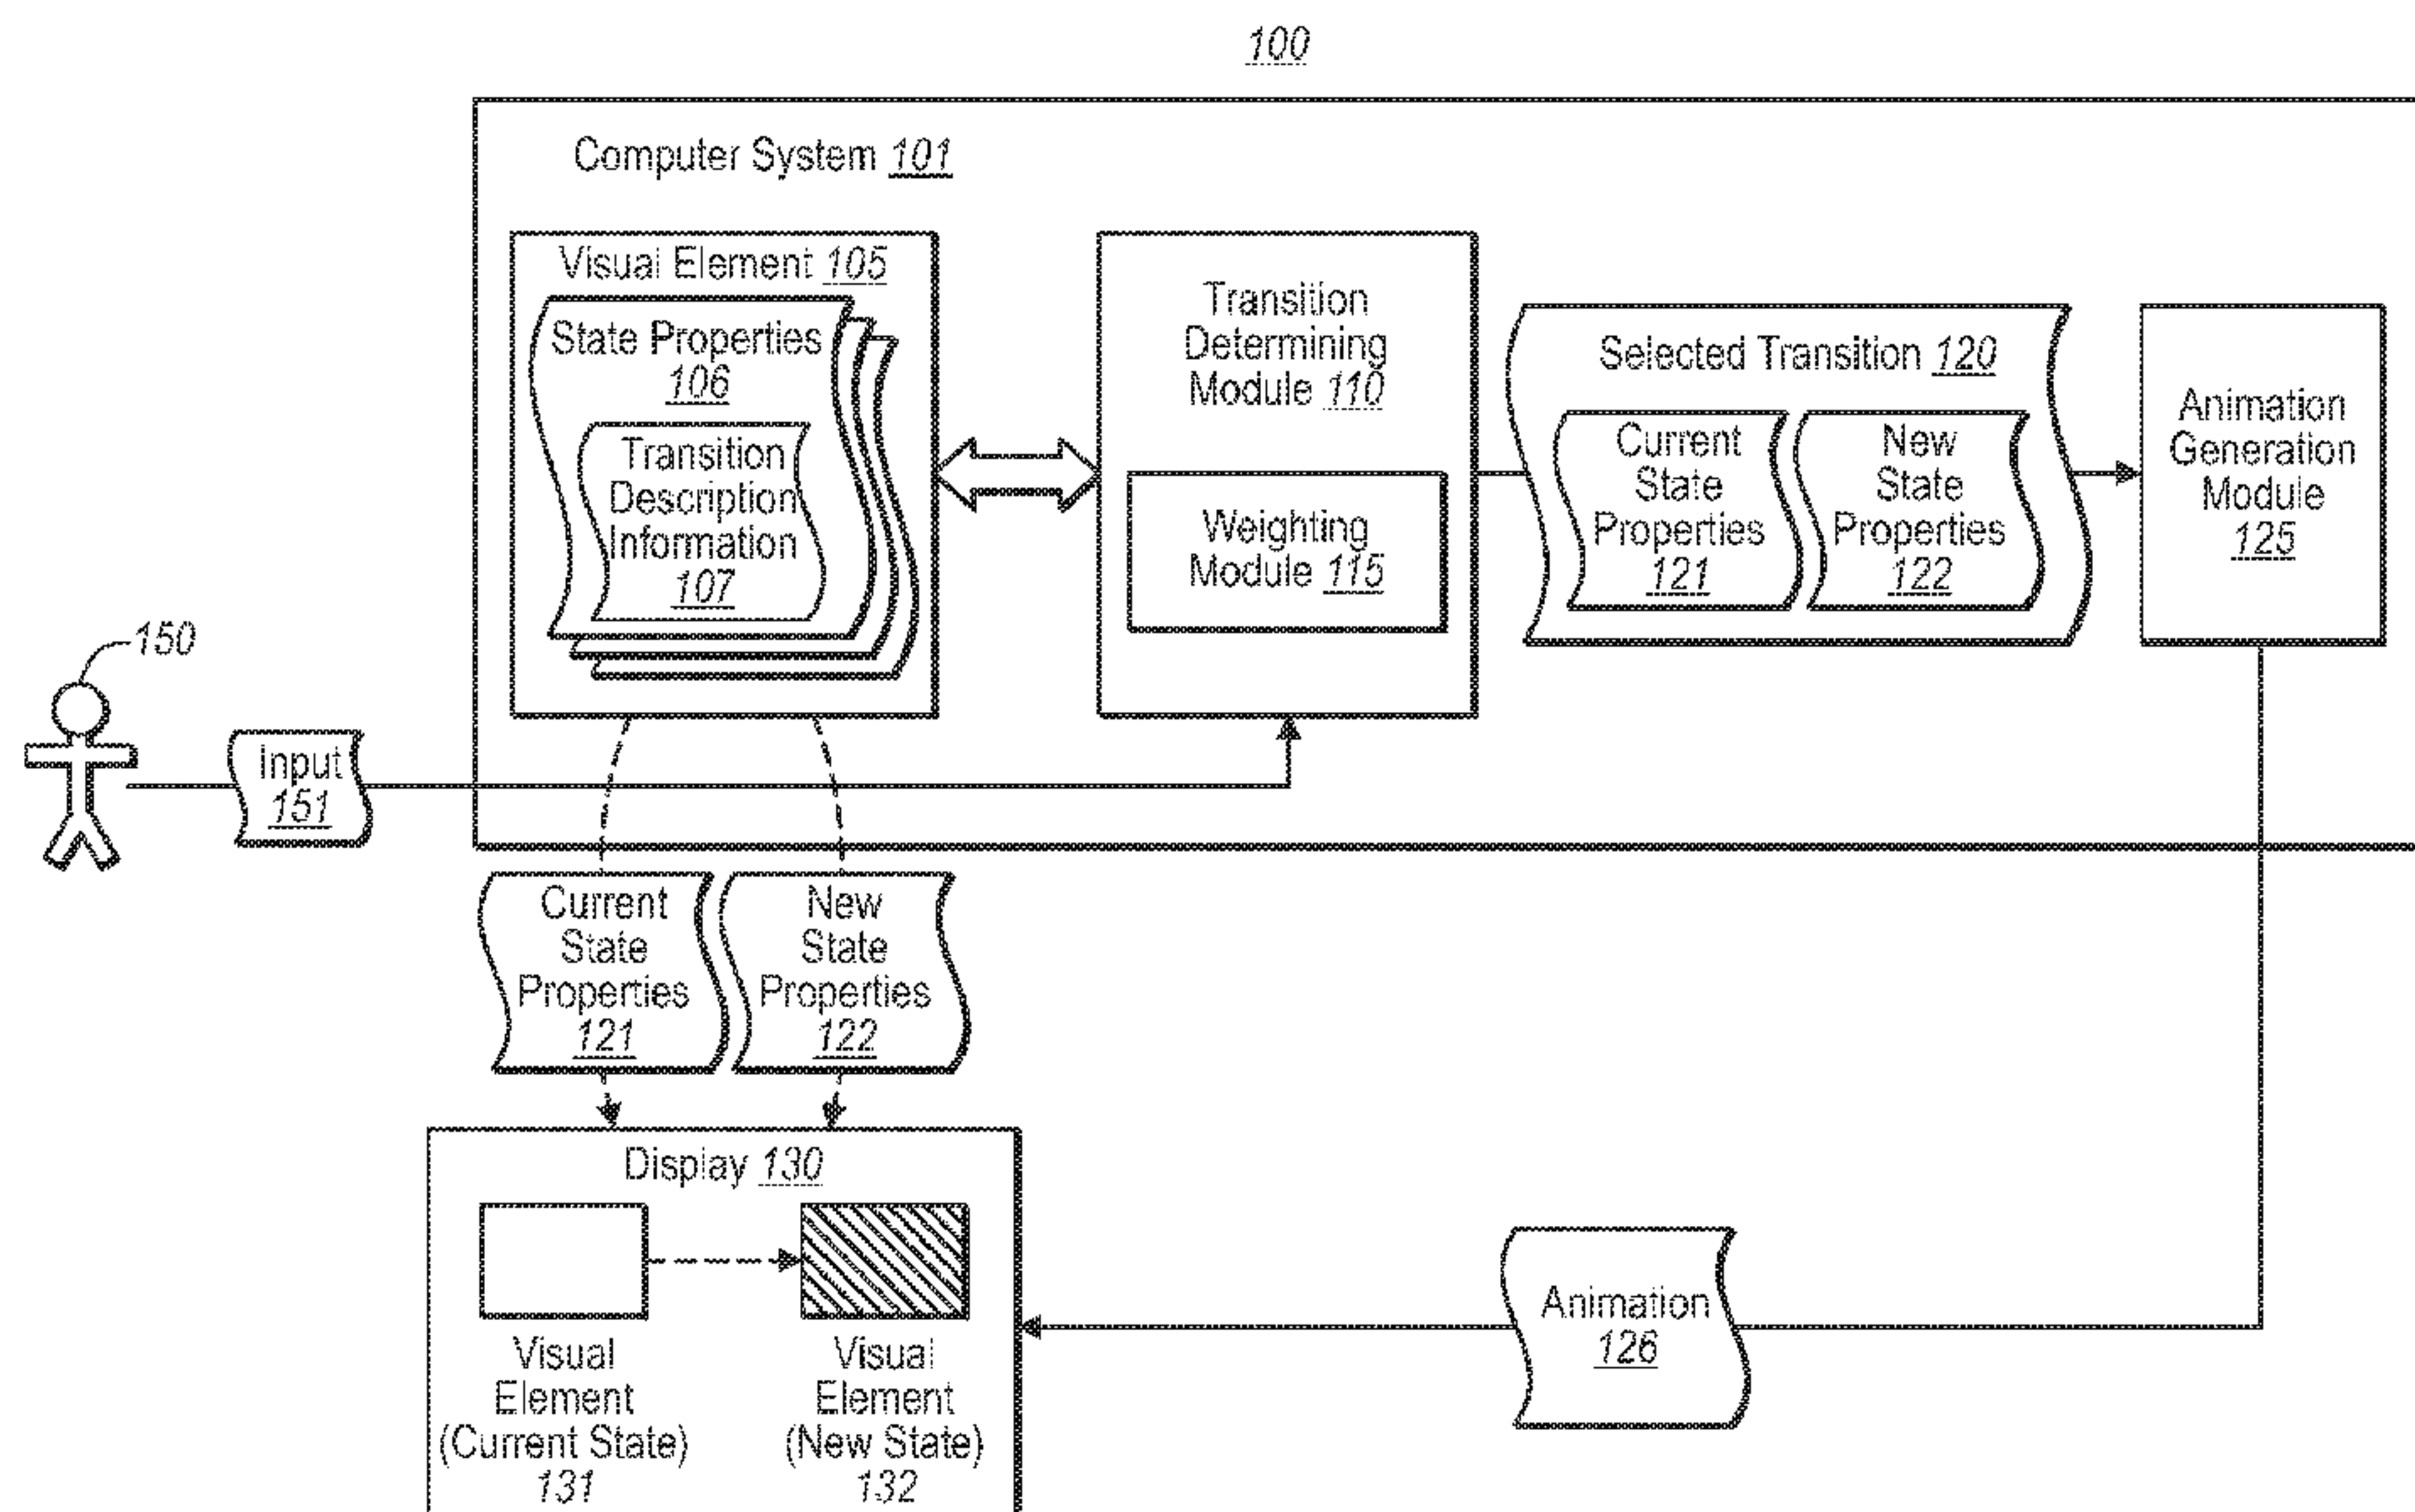 100
Computer System 101
Visual Element 105
State Properties
106
Transition
Description
Information
107
Transition
Determining
Module 110
Weighting
Module 115
Selected Transition 120
Current
State
Properties
121
New
State
Properties
122
Animation
Generation
Module
125
150
Input
151
Current
State
Properties
121
New
State
Properties
122
Display 130
Visual
Element
(Current State)
131
Visual
Element
(New State)
132
Animation
126